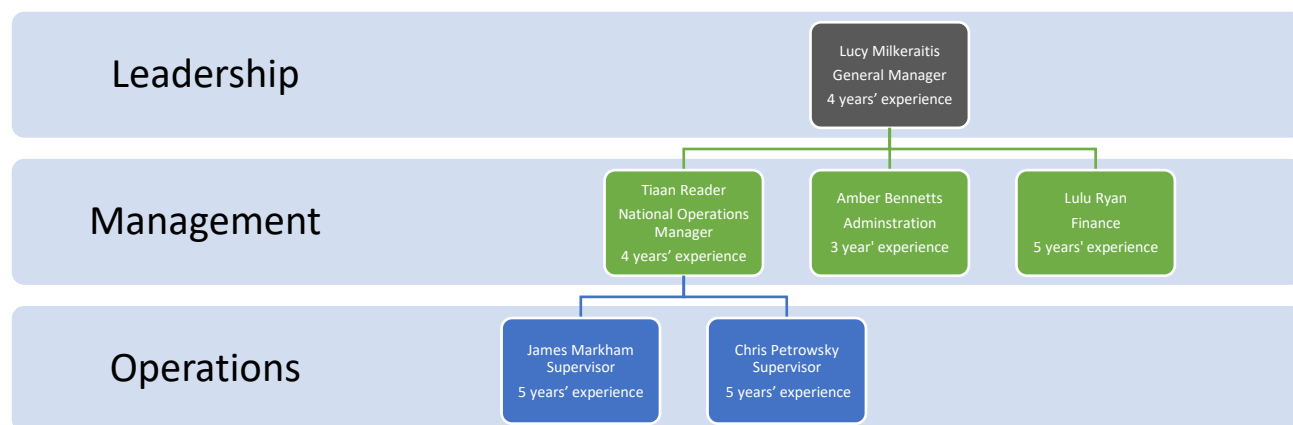 Leadership
Lucy Milkeraitis
General Manager
4 years’ experience
Management
Tiaan Reader
National Operations
Manager
4 years’ experience
Amber Bennetts
Adminstration
3 year' experience
Lulu Ryan
Finance
5 years' experience
Operations
James Markham
Supervisor
5 years’ experience
Chris Petrowsky
Supervisor
5 years’ experience